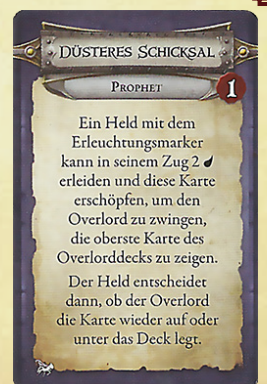 Düsteres Schicksal
Prophet
1
Ein Held mit dem
Erleuchtungsmarker
kann in seinem Zug 2
erleiden und diese Karte
erschöpfen, um den
Overlord zu zwingen,
die oberste Karte des
Overlorddecks zu zeigen.
Der Held entscheidet
dann, ob der Overlord
die Karte wieder auf oder
unter das Deck legt.